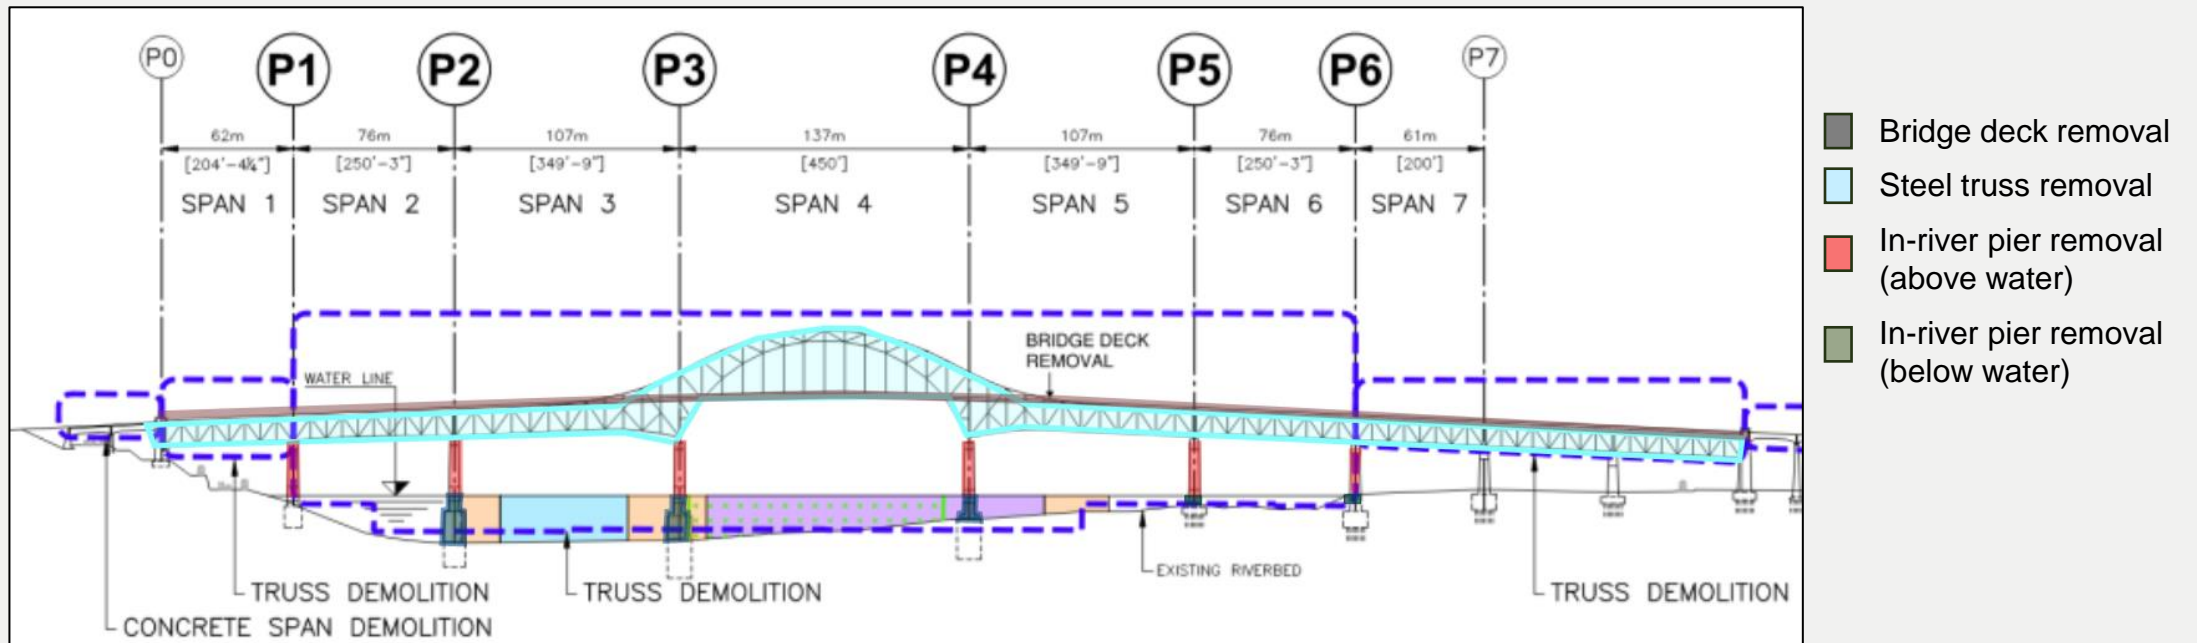 P0
P1
P2
P3
P4
P5
P6
P7
62m
76m
107m
137m
107m
76m
61m
[204'-4¼"]
[250'-3"]
[349'-9"]
[450']
[349'-9"]
[250'-3"]
[200']
SPAN 1
SPAN 2
SPAN 3
SPAN 4
SPAN 5
SPAN 6
SPAN 7
BRIDGE DECK
REMOVAL
WATER LINE
EXISTING RIVERBED
TRUSS DEMOLITION
TRUSS DEMOLITION
TRUSS DEMOLITION
CONCRETE SPAN DEMOLITION
Bridge deck removal
Steel truss removal
In-river pier removal
(above water)
In-river pier removal
(below water)